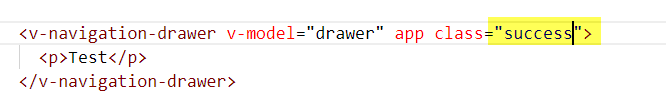 <v-navigation-drawer v-model="drawer" app class="success">
<p>Test</p>
</v-navigation-drawer>